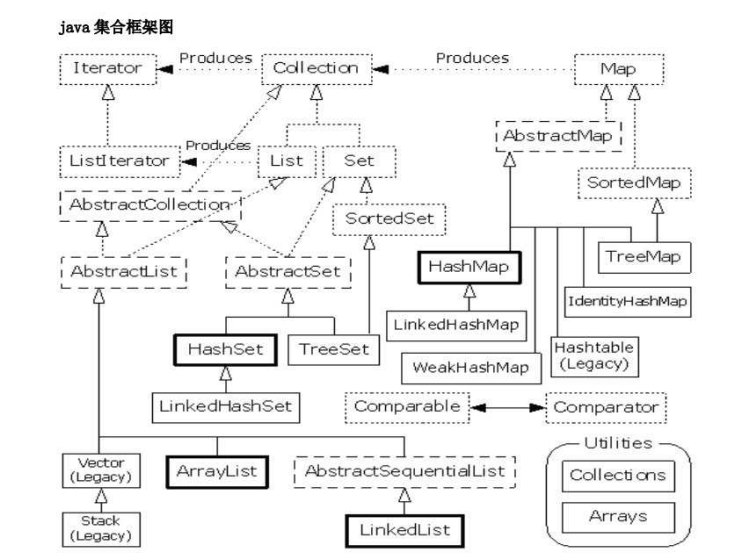 java 集合框架图
Iterator
Produces
Collection
Produces
Map
AbstractMap
ListIterator
Produces
List
Set
SortedMap
AbstractCollection
SortedSet
AbstractList
AbstractSet
HashMap
TreeMap
IdentityHashMap
LinkedHashMap
HashSet
TreeSet
Hashtable
(Legacy)
WeakHashMap
LinkedHashSet
Comparable
Comparator
Utilities
Vector
(Legacy)
ArrayList
AbstractSequentialList
Collections
Stack
(Legacy)
LinkedList
Arrays